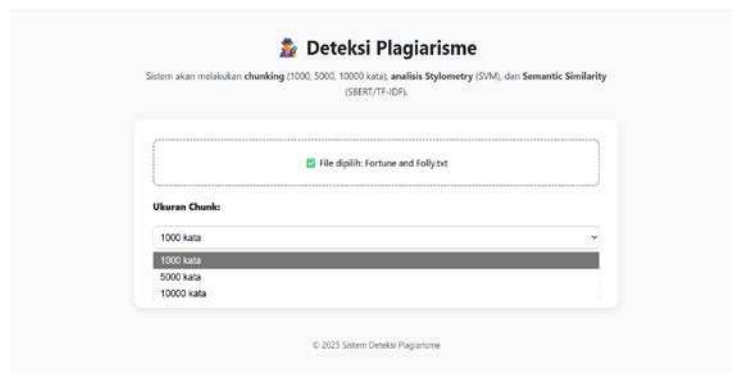 Deteksi Plagiarisme
Sistem akan melakukan chunking (1000, 5000, 10000 kata), analisis Stylometry (SVM), dan Semantic Similarity
(SBERT/TF-IDF).
File dipilih: Fortune and Folly.txt
Ukuran Chunk:
1000 kata
1000 kata
5000 kata
10000 kata
© 2025 Sistem Deteksi Plagiarisme